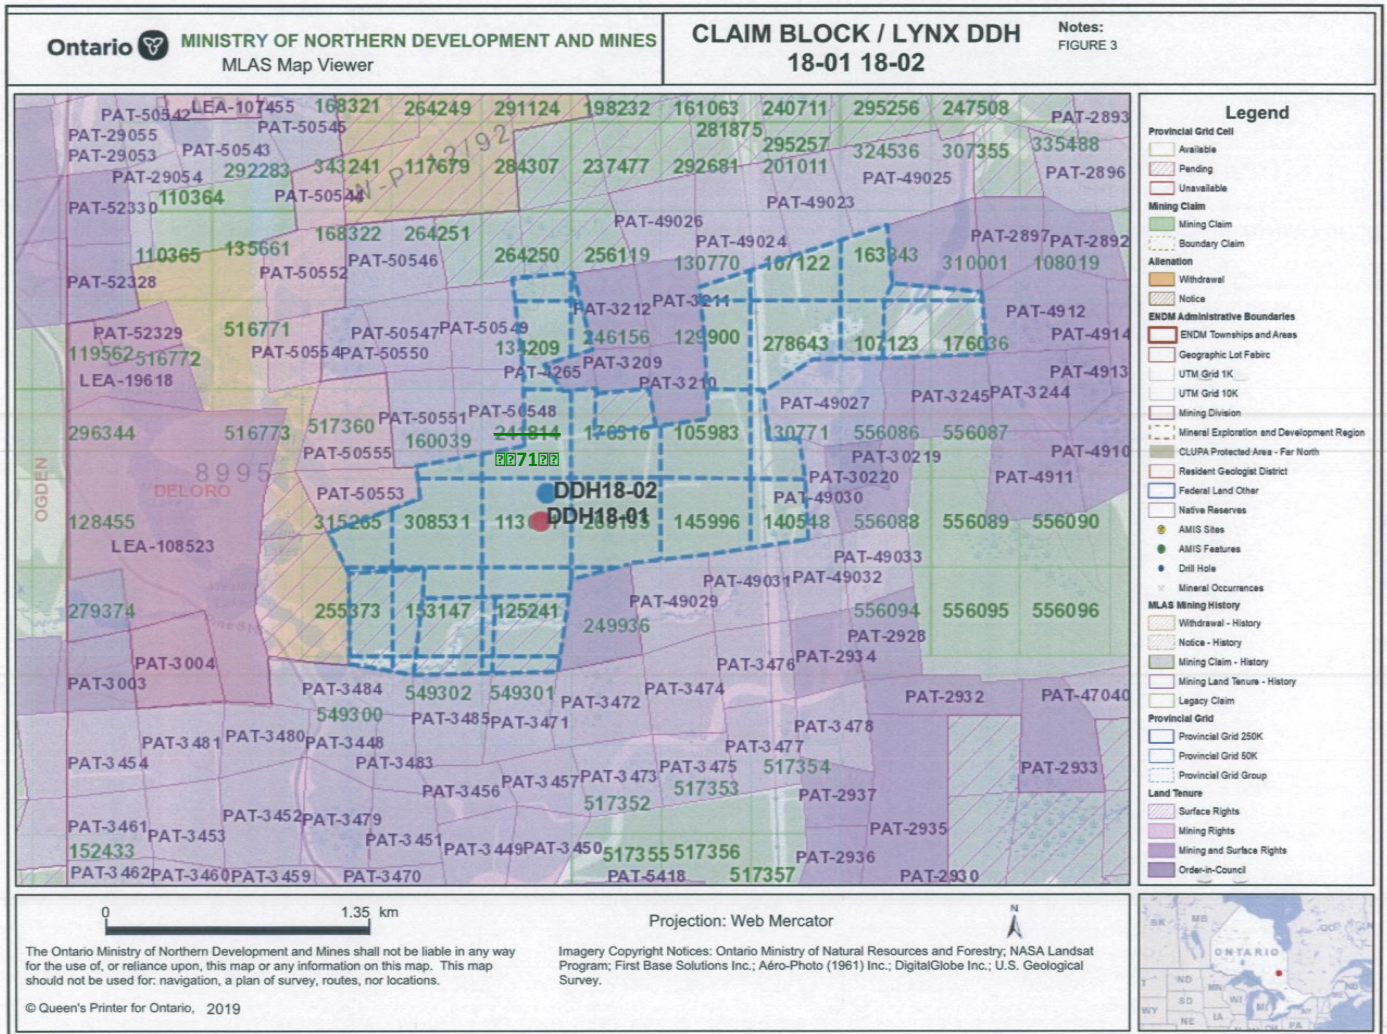 Ontario MINISTRY OF NORTHERN DEVELOPMENT AND MINES
MLAS Map Viewer
CLAIM BLOCK / LYNX DDH
18-01 18-02
Notes:
FIGURE 3
PAT-50542 LEA-107455 168321 264249 291124 198232 161063 240711 295256 247508 PAT-2893
PAT-29055 PAT-50545 281875
PAT-29053 PAT-50543 295257 324536 307355 335488
PAT-29054 292283 343241 117679 284307 237477 292681 201011 PAT-49025 PAT-2896
110364 PAT-50544
PAT-52330 PAT-49026 PAT-49023
168322 264251 PAT-49024 PAT-2897 PAT-2892
110365 135661 PAT-50546 264250 256119 130770 107122 163343 310001 108019
PAT-52328 PAT-50552
PAT-3212 PAT-3211 PAT-4912
PAT-52329 516771 PAT-50547 PAT-50549 246156 129900 278643 107123 176036 PAT-4914
119562 516772 PAT-50554 PAT-50550 PAT-4265 PAT-3209 PAT-4913
LEA-19618 PAT-3210 PAT-49027 PAT-3245 PAT-3244
PAT-50551 PAT-50548
296344 516773 517360 160039 105983 130771 556086 556087 PAT-4910
PAT-50555 71 PAT-30219
8995 PAT-30220 PAT-4911
OGDEN DELORO PAT-50553 DDH18-02 PAT-49030
DDH18-01
128455 308531 145996 140548 556088 556089 556090
LEA-108523 PAT-49033
PAT-49031 PAT-49032
279374 255373 153147 125241 PAT-49029 556094 556095 556096
249936 PAT-2928
PAT-3004 PAT-3476 PAT-2934
PAT-3003 PAT-3484 549302 549301 PAT-3472 PAT-3474 PAT-2932 PAT-47040
549300 PAT-3485 PAT-3471 PAT-3478
PAT-3481 PAT-3480 PAT-3448 PAT-3477
PAT-3454 PAT-3483 PAT-3457 PAT-3473 PAT-3475 517354 PAT-2933
PAT-3456 517352 517353 PAT-2937
PAT-3461 PAT-3453 PAT-3452 PAT-3479 PAT-3451 PAT-2935
152433 PAT-3449 PAT-3450 517355 517356 PAT-2936
PAT-3462 PAT-3460 PAT-3459 PAT-3470 PAT-5418 517357 PAT-2930
Legend
Provincial Grid Cell
Available
Pending
Unavailable
Mining Claim
Mining Claim
Boundary Claim
Alienation
Withdrawal
Notice
ENDM Administrative Boundaries
ENDM Townships and Areas
Geographic Lot Fabirc
UTM Grid 1K
UTM Grid 10K
Mining Division
Mineral Exploration and Development Region
CLUPA Protected Area - Far North
Resident Geologist District
Federal Land Other
Native Reserves
AMIS Sites
AMIS Features
Drill Hole
Mineral Occurrences
MLAS Mining History
Withdrawal - History
Notice - History
Mining Claim - History
Mining Land Tenure - History
Legacy Claim
Provincial Grid
Provincial Grid 250K
Provincial Grid 50K
Provincial Grid Group
Land Tenure
Surface Rights
Mining Rights
Mining and Surface Rights
Order-in-Council
0 1.35 km
Projection: Web Mercator
N
The Ontario Ministry of Northern Development and Mines shall not be liable in any way
for the use of, or reliance upon, this map or any information on this map. This map
should not be used for: navigation, a plan of survey, routes, nor locations.
© Queen's Printer for Ontario, 2019
Imagery Copyright Notices: Ontario Ministry of Natural Resources and Forestry; NASA Landsat
Program; First Base Solutions Inc.; Aéro-Photo (1961) Inc.; DigitalGlobe Inc.; U.S. Geological
Survey.
SK MB ONTARIO QC
ND MN SD WI MI WY NE IA PA